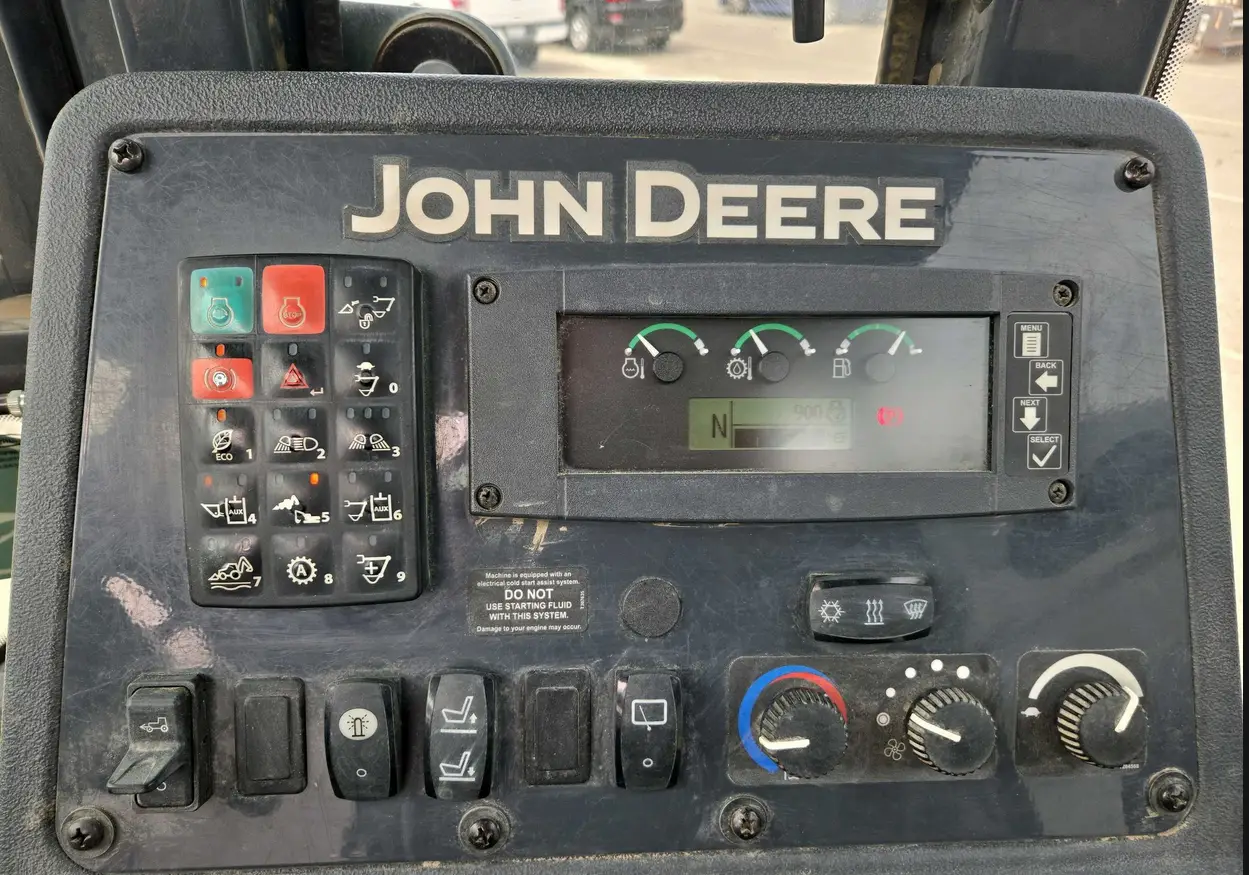 JOHN DEERE
STOP
MENU
BACK
NEXT
SELECT
0
ECO 1
2
3
AUX 4
5
AUX 6
7
8
9
N
900
Machine is equipped with an
electrical cold start assist system.
DO NOT
USE STARTING FLUID
WITH THIS SYSTEM.
Damage to your engine may occur.